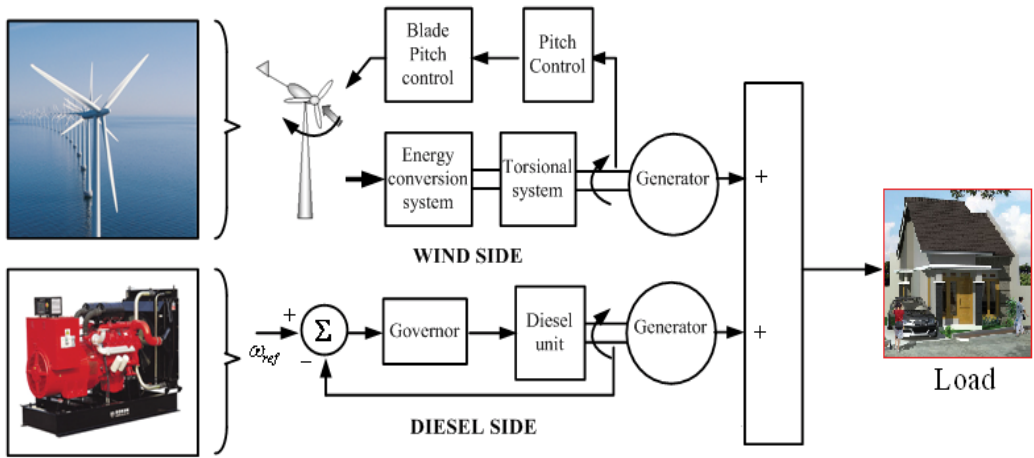 Blade
Pitch
control
Pitch
Control
Energy
conversion
system
Torsional
system
Generator
+
WIND SIDE
+
Σ
−
ω_ref
Governor
Diesel
unit
Generator
+
DIESEL SIDE
Load